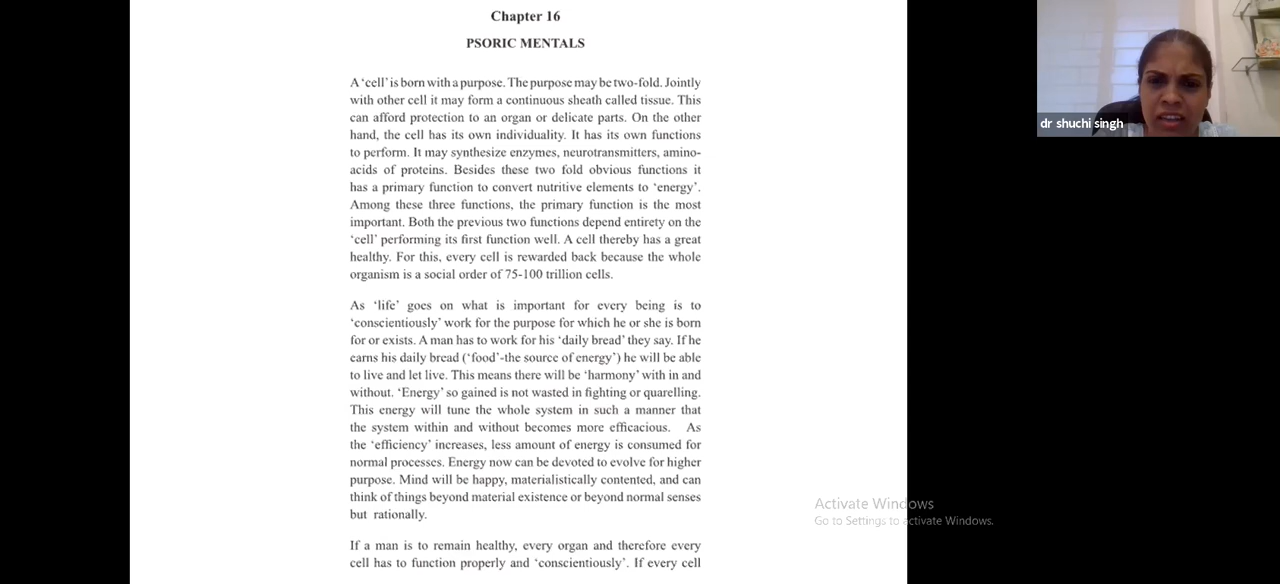 Chapter 16
PSORIC MENTALS
A ‘cell’ is born with a purpose. The purpose may be two-fold. Jointly
with other cell it may form a continuous sheath called tissue. This
can afford protection to an organ or delicate parts. On the other
hand, the cell has its own individuality. It has its own functions
to perform. It may synthesize enzymes, neurotransmitters, amino-
acids of proteins. Besides these two fold obvious functions it
has a primary function to convert nutritive elements to ‘energy’.
Among these three functions, the primary function is the most
important. Both the previous two functions depend entirety on the
‘cell’ performing its first function well. A cell thereby has a great
healthy. For this, every cell is rewarded back because the whole
organism is a social order of 75-100 trillion cells.
As ‘life’ goes on what is important for every being is to
‘conscientiously’ work for the purpose for which he or she is born
for or exists. A man has to work for his ‘daily bread’ they say. If he
earns his daily bread (‘food’-the source of energy’) he will be able
to live and let live. This means there will be ‘harmony’ with in and
without. ‘Energy’ so gained is not wasted in fighting or quarelling.
This energy will tune the whole system in such a manner that
the system within and without becomes more efficacious. As
the ‘efficiency’ increases, less amount of energy is consumed for
normal processes. Energy now can be devoted to evolve for higher
purpose. Mind will be happy, materialistically contented, and can
think of things beyond material existence or beyond normal senses
but rationally.
If a man is to remain healthy, every organ and therefore every
cell has to function properly and ‘conscientiously’. If every cell
dr shuchi singh
Activate Windows
Go to Settings to activate Windows.